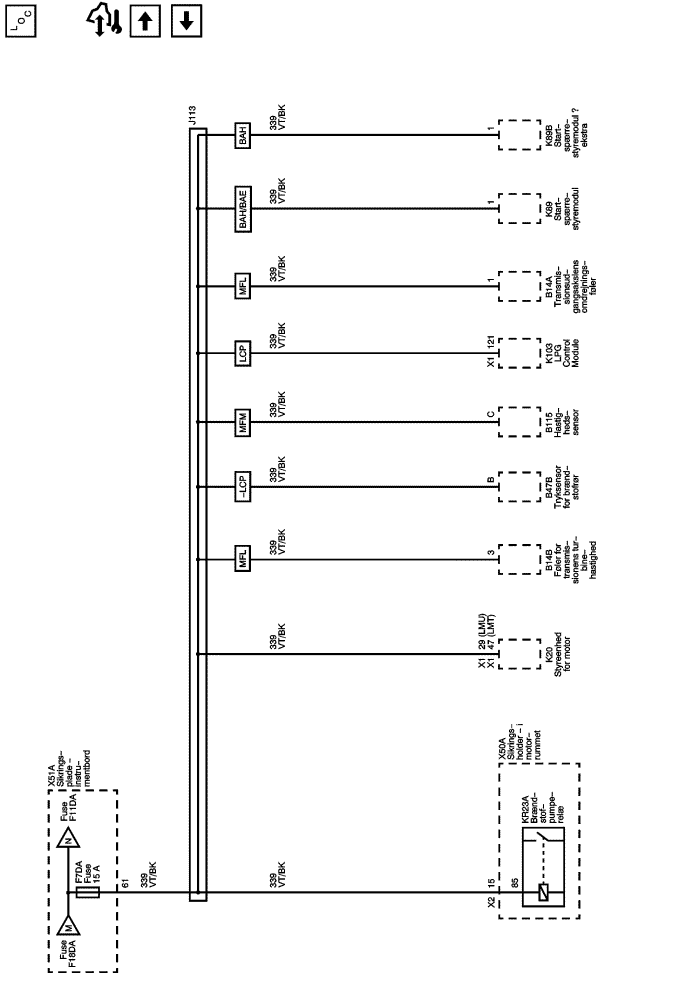 LOC
J113
BAH
339
VT/BK
1
K89B
Start-
spærre-
styremodul ?
ekstra
BAH/BAE
339
VT/BK
1
K89
Start-
spærre-
styremodul
MFL
339
VT/BK
1
B14A
Transmis-
sionsud-
gangsakslens
omdrejnings-
føler
LCP
339
VT/BK
X1 121
K103
LPG
Control
Module
MFM
339
VT/BK
C
B115
Hastig-
heds-
sensor
-LCP
339
VT/BK
B
B47B
Tryksensor
for brænd-
stofrør
MFL
339
VT/BK
3
B14B
Føler for
transmis-
sionens tur-
bine-
hastighed
339
VT/BK
X1 29 (LMU)
X1 47 (LMT)
K20
Styreenhed
for motor
X51A
Sikrings-
plade -
instru-
mentbord
Fuse
F11DA
N
F7DA
Fuse
15 A
M
Fuse
F18DA
61
339
VT/BK
339
VT/BK
X2 15
X50A
Sikrings-
holder - i
motor-
rummet
85
KR23A
Brænd-
stof-
pumpe-
relæ